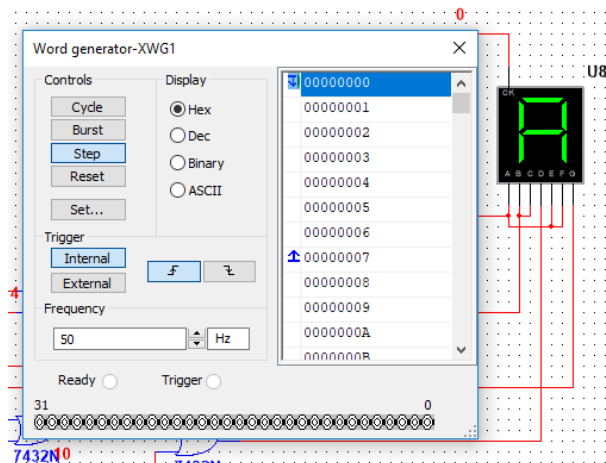 0
Word generator-XWG1
Controls
Cycle
Burst
Step
Reset
Set...
Display
Hex
Dec
Binary
ASCII
Trigger
Internal
External
Frequency
50
Hz
Ready
Trigger
31
0
00000000
00000001
00000002
00000003
00000004
00000005
00000006
00000007
00000008
00000009
0000000A
0000000B
U8
CK
A
A B C D E F G
4
7432N
10
7432N